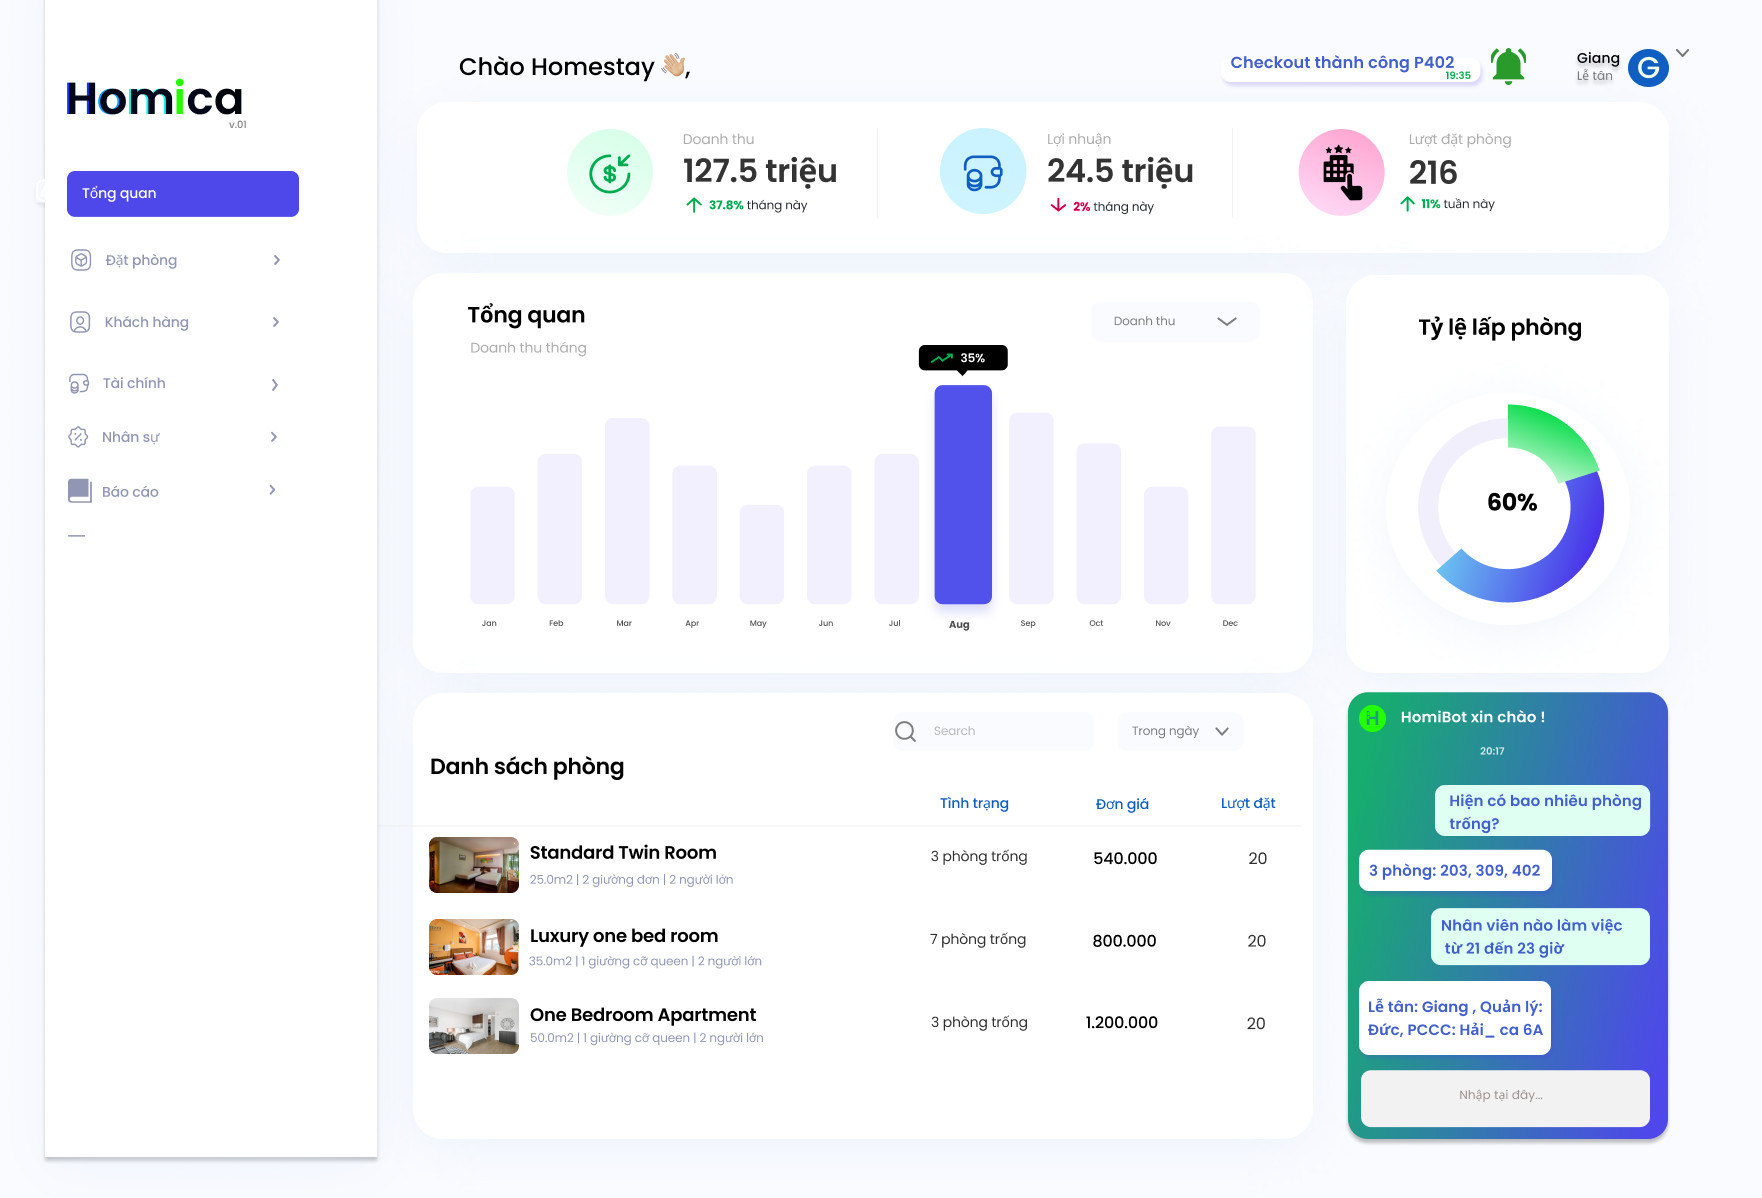 Homica
v.01
Tổng quan
Đặt phòng
Khách hàng
Tài chính
Nhân sự
Báo cáo
Chào Homestay 👋🏼,
Checkout thành công P402
19:35
Giang
Lễ tân
G
Doanh thu
127.5 triệu
37.8% tháng này
Lợi nhuận
24.5 triệu
2% tháng này
Lượt đặt phòng
216
11% tuần này
Tổng quan
Doanh thu tháng
Doanh thu
35%
Jan Feb Mar Apr May Jun Jul Aug Sep Oct Nov Dec
Tỷ lệ lấp phòng
60%
Search
Trong ngày
Danh sách phòng
Tình trạng Đơn giá Lượt đặt
Standard Twin Room
25.0m2 | 2 giường đơn | 2 người lớn
3 phòng trống 540.000 20
Luxury one bed room
35.0m2 | 1 giường cỡ queen | 2 người lớn
7 phòng trống 800.000 20
One Bedroom Apartment
50.0m2 | 1 giường cỡ queen | 2 người lớn
3 phòng trống 1.200.000 20
H
HomiBot xin chào !
20:17
Hiện có bao nhiêu phòng
trống?
3 phòng: 203, 309, 402
Nhân viên nào làm việc
từ 21 đến 23 giờ
Lễ tân: Giang , Quản lý:
Đức, PCCC: Hải_ ca 6A
Nhập tại đây...